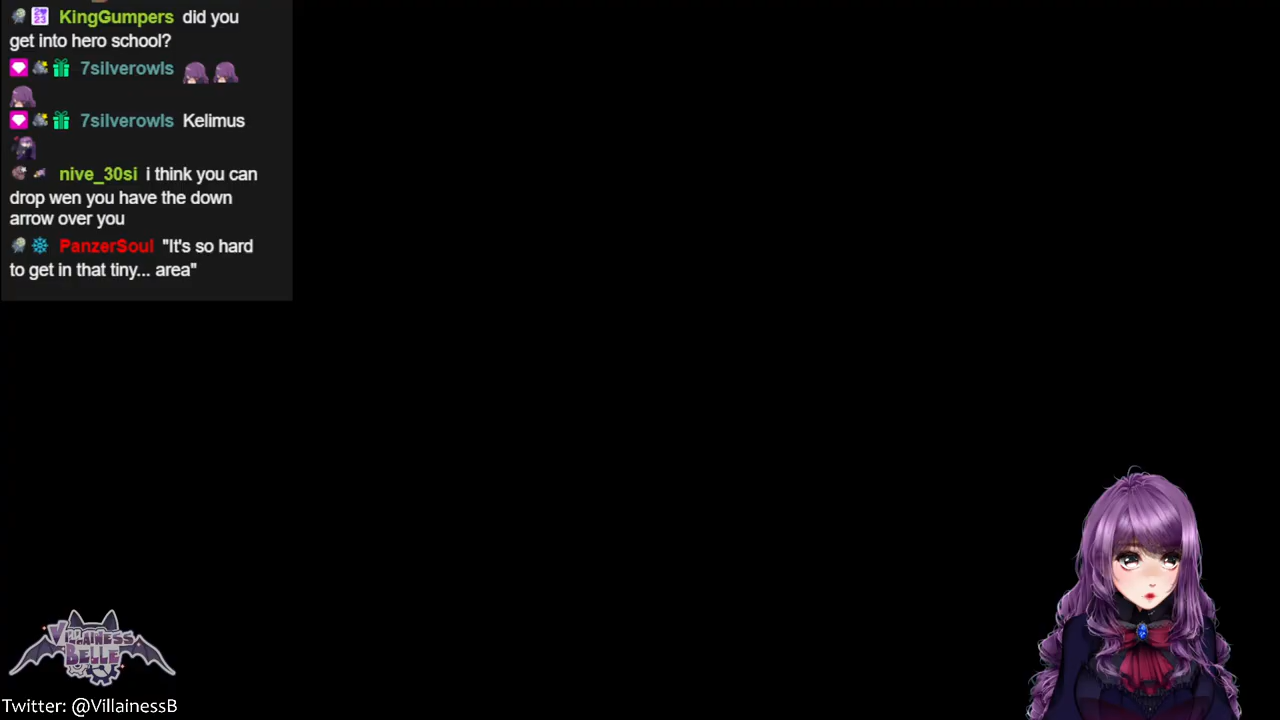 KingGumpers did you
get into hero school?
7silverowls
7silverowls Kelimus
nive_30si i think you can
drop wen you have the down
arrow over you
PanzerSoul "It's so hard
to get in that tiny... area"
VILLAINESS
BELLE
Twitter: @VillainessB